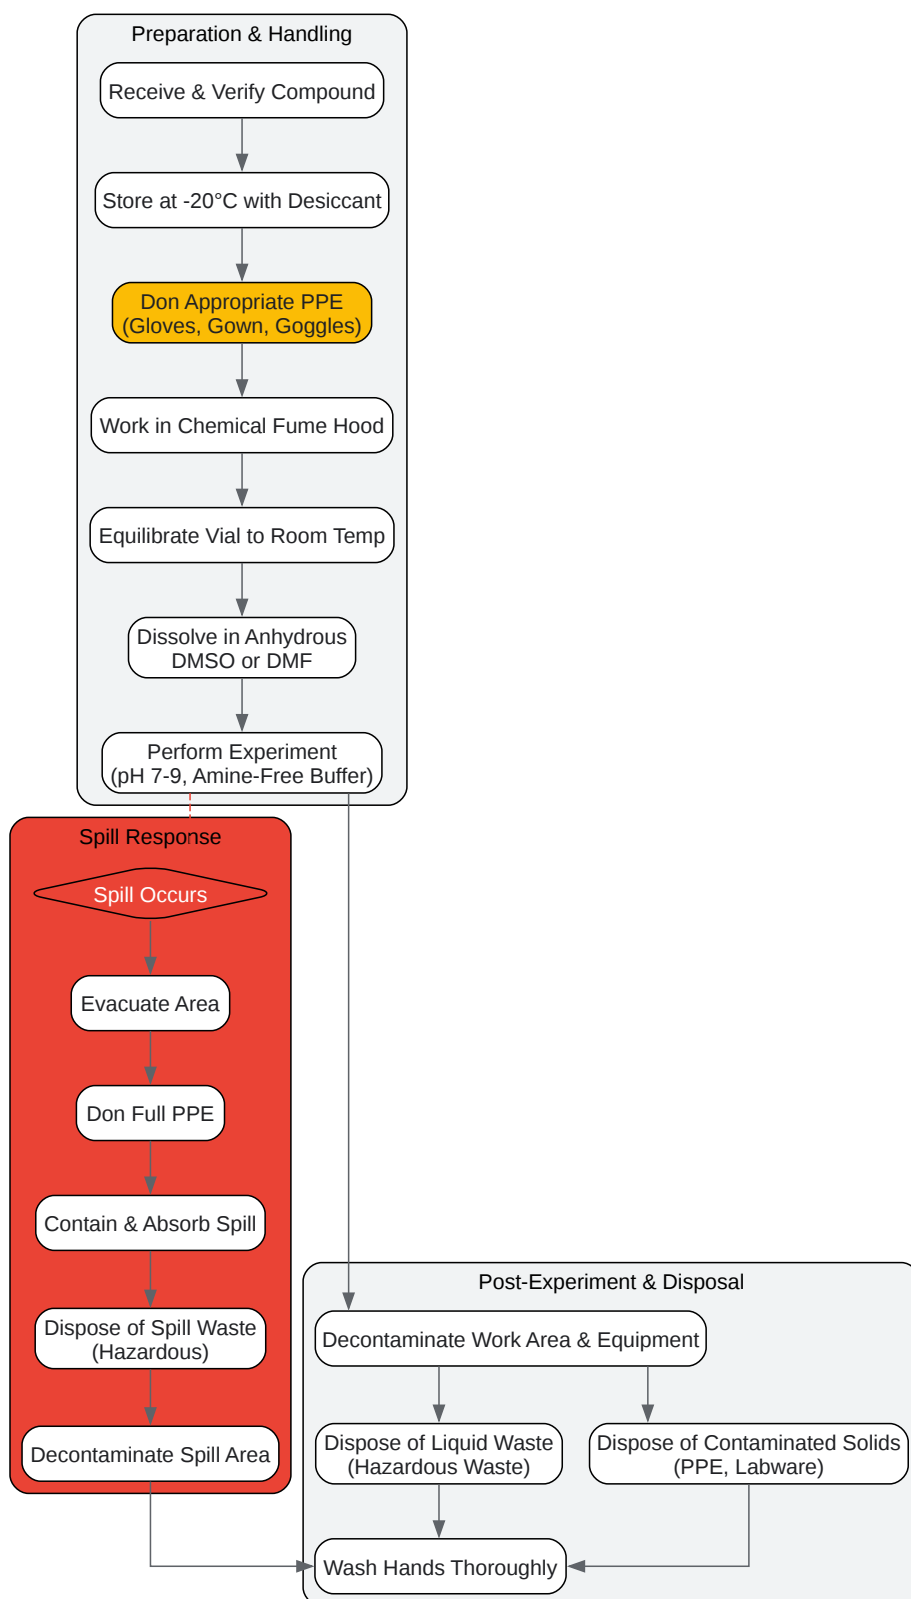 Preparation & Handling
Receive & Verify Compound
Store at -20°C with Desiccant
Don Appropriate PPE
(Gloves, Gown, Goggles)
Work in Chemical Fume Hood
Equilibrate Vial to Room Temp
Dissolve in Anhydrous
DMSO or DMF
Perform Experiment
(pH 7-9, Amine-Free Buffer)
Spill Response
Spill Occurs
Evacuate Area
Don Full PPE
Contain & Absorb Spill
Dispose of Spill Waste
(Hazardous)
Decontaminate Spill Area
Post-Experiment & Disposal
Decontaminate Work Area & Equipment
Dispose of Liquid Waste
(Hazardous Waste)
Dispose of Contaminated Solids
(PPE, Labware)
Wash Hands Thoroughly